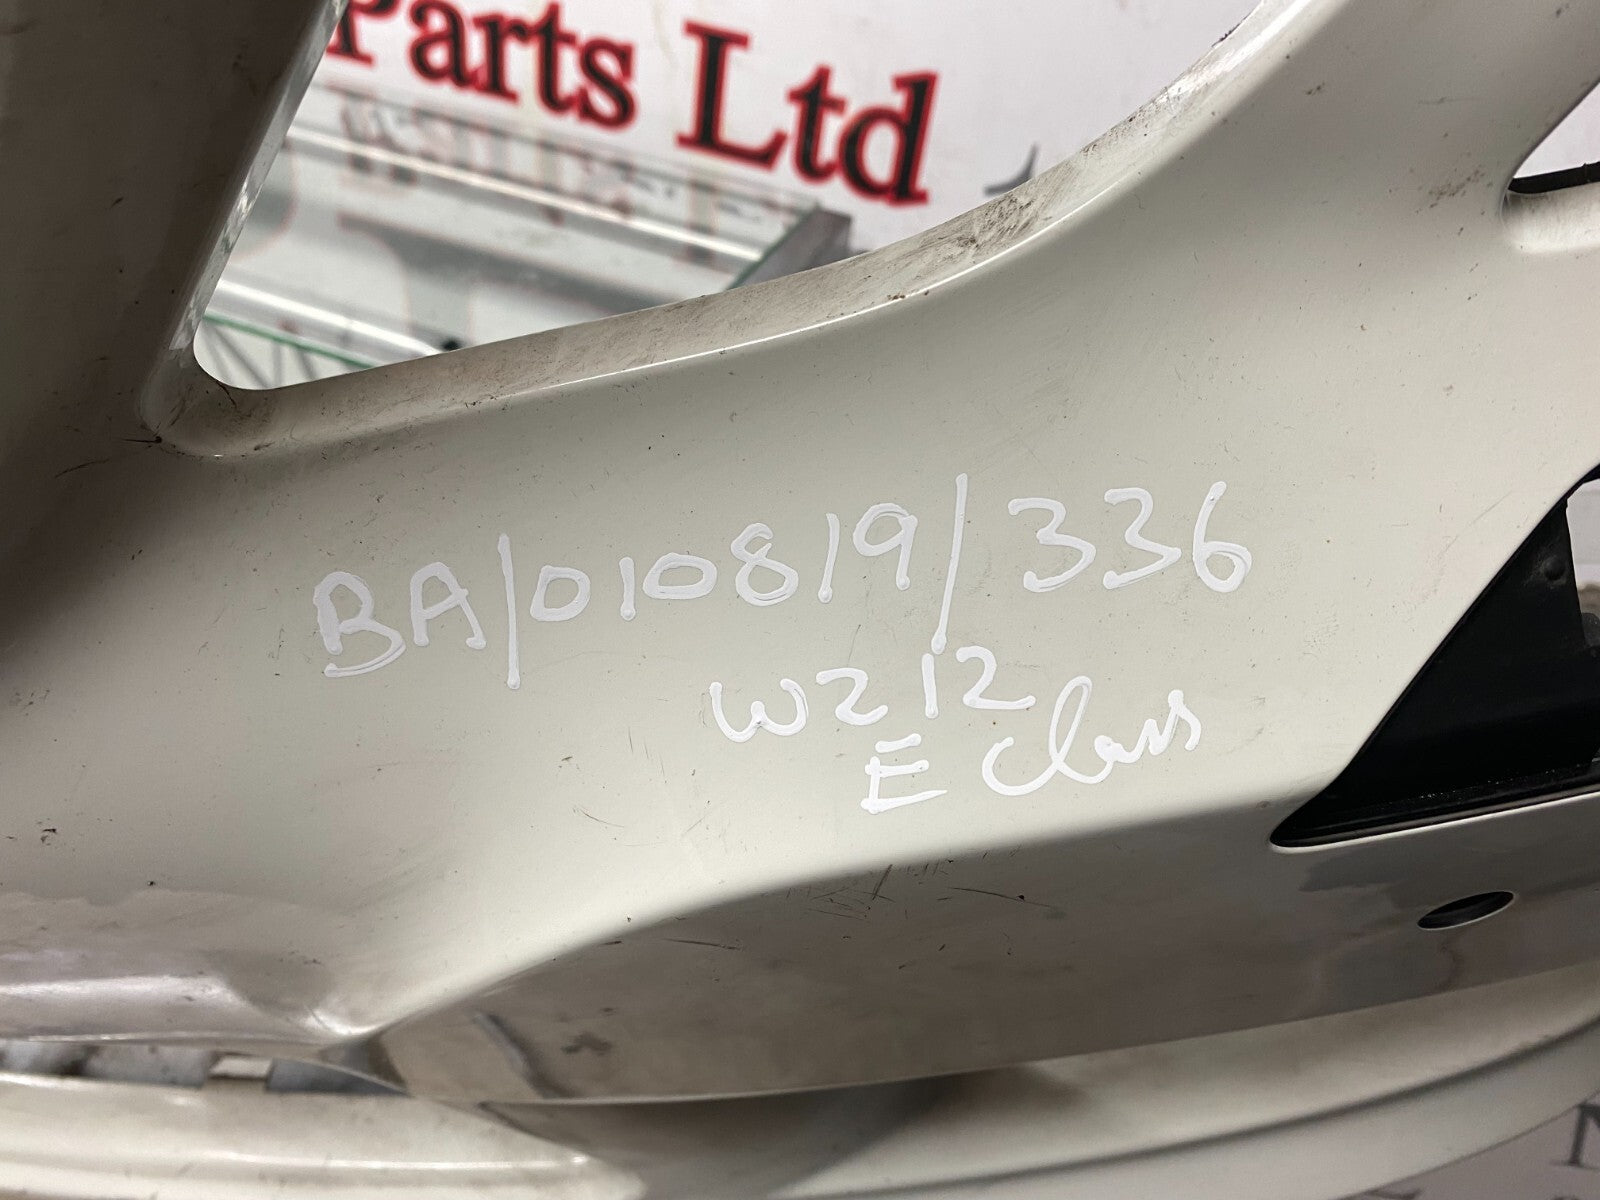 Parts Ltd
BA/010819/336
W212
E Class